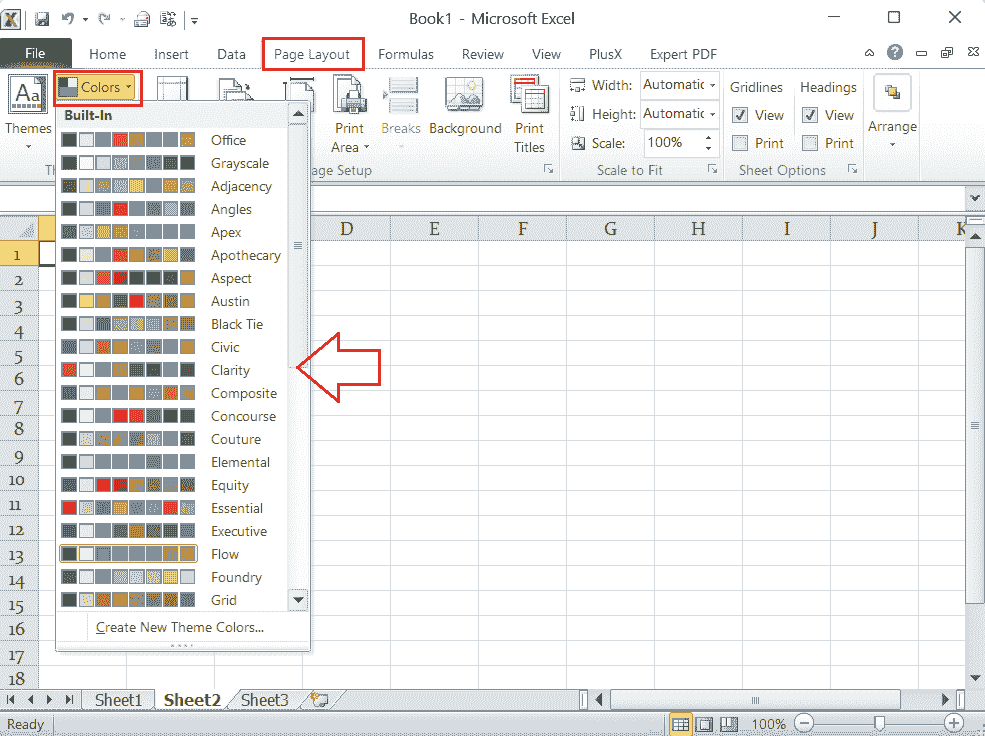 Book1 - Microsoft Excel
File Home Insert Data Page Layout Formulas Review View PlusX Expert PDF
Colors
Aa
Themes
Print Area
Breaks
Background
Print Titles
Width: Automatic
Height: Automatic
Scale: 100%
Gridlines
View
Print
Headings
View
Print
Arrange
age Setup
Scale to Fit
Sheet Options
Built-In
Office
Grayscale
Adjacency
Angles
Apex
Apothecary
Aspect
Austin
Black Tie
Civic
Clarity
Composite
Concourse
Couture
Elemental
Equity
Essential
Executive
Flow
Foundry
Grid
Create New Theme Colors...
D E F G H I J K
1
2
3
4
5
6
7
8
9
10
11
12
13
14
15
16
17
18
Sheet1 Sheet2 Sheet3
Ready 100%